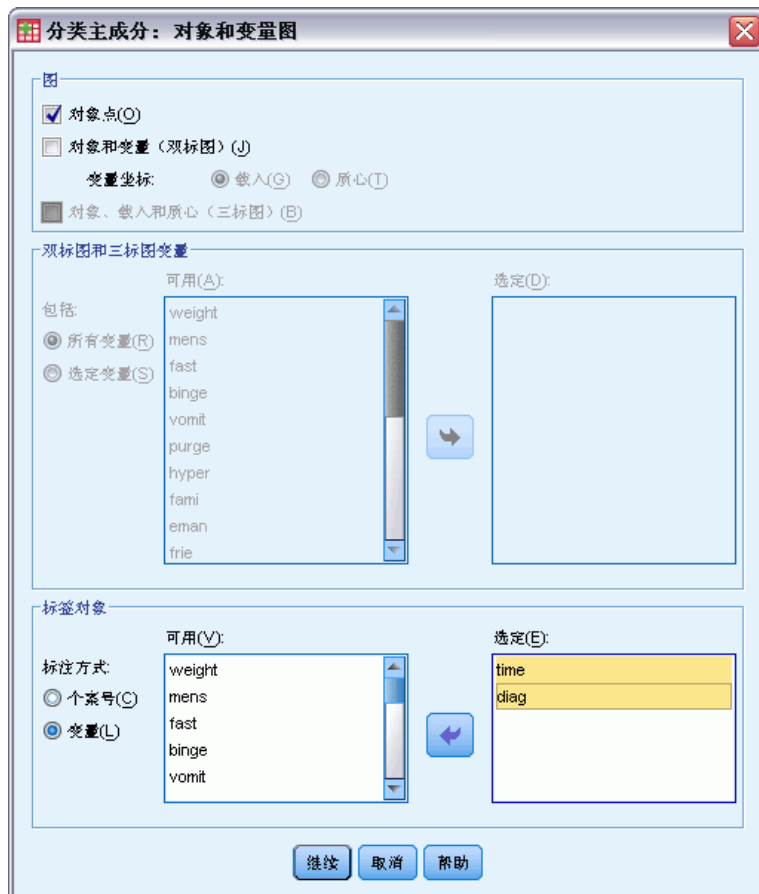 分类主成分：对象和变量图
图
对象点(O)
对象和变量（双标图）(J)
变量坐标: 载入(G) 质心(T)
对象、载入和质心（三标图）(B)
双标图和三标图变量
可用(A): 选定(D):
包括:
所有变量(R)
选定变量(S)
weight
mens
fast
binge
vomit
purge
hyper
fami
eman
frie
标签对象
可用(V): 选定(E):
标注方式:
个案号(C)
变量(L)
weight
mens
fast
binge
vomit
time
diag
继续 取消 帮助